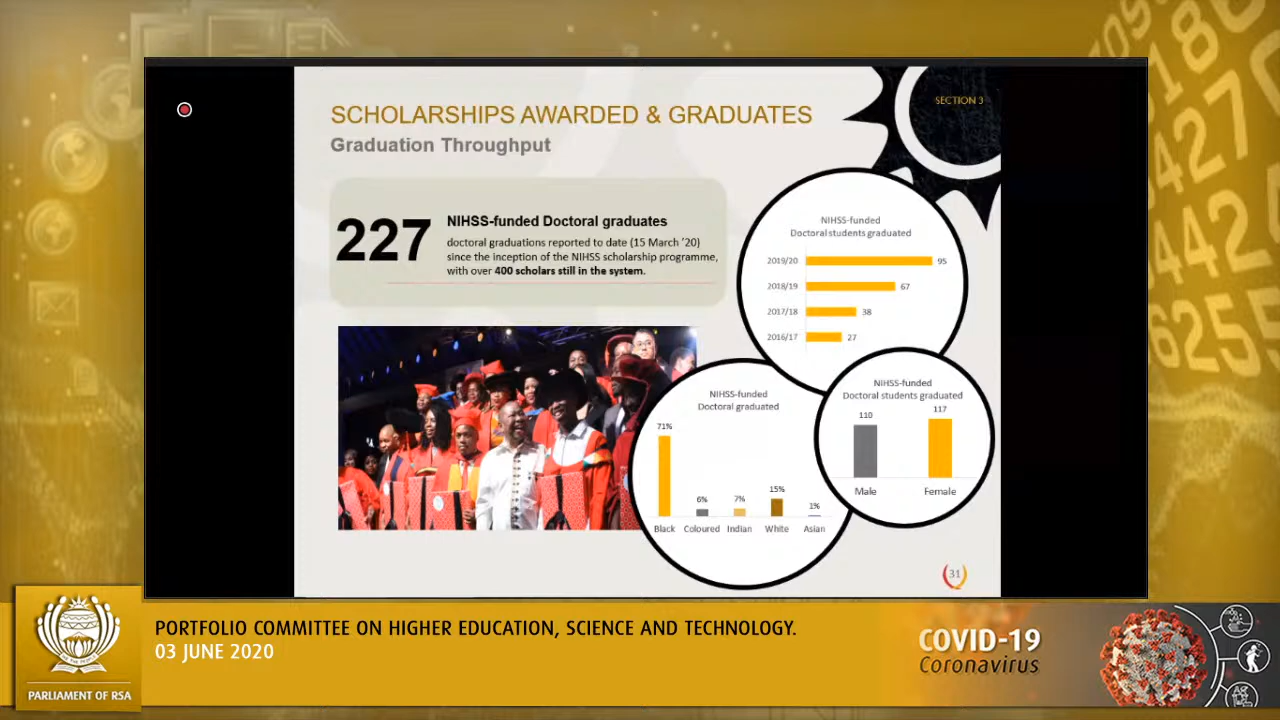 SECTION 3
SCHOLARSHIPS AWARDED & GRADUATES
Graduation Throughput
227
NIHSS-funded Doctoral graduates
doctoral graduations reported to date (15 March '20)
since the inception of the NIHSS scholarship programme,
with over 400 scholars still in the system.
NIHSS-funded
Doctoral students graduated
2019/20 95
2018/19 67
2017/18 38
2016/17 27
NIHSS-funded
Doctoral graduated
71% 6% 7% 15% 1%
Black Coloured Indian White Asian
NIHSS-funded
Doctoral students graduated
110 117
Male Female
31
PORTFOLIO COMMITTEE ON HIGHER EDUCATION, SCIENCE AND TECHNOLOGY.
03 JUNE 2020
PARLIAMENT OF RSA
COVID-19
Coronavirus